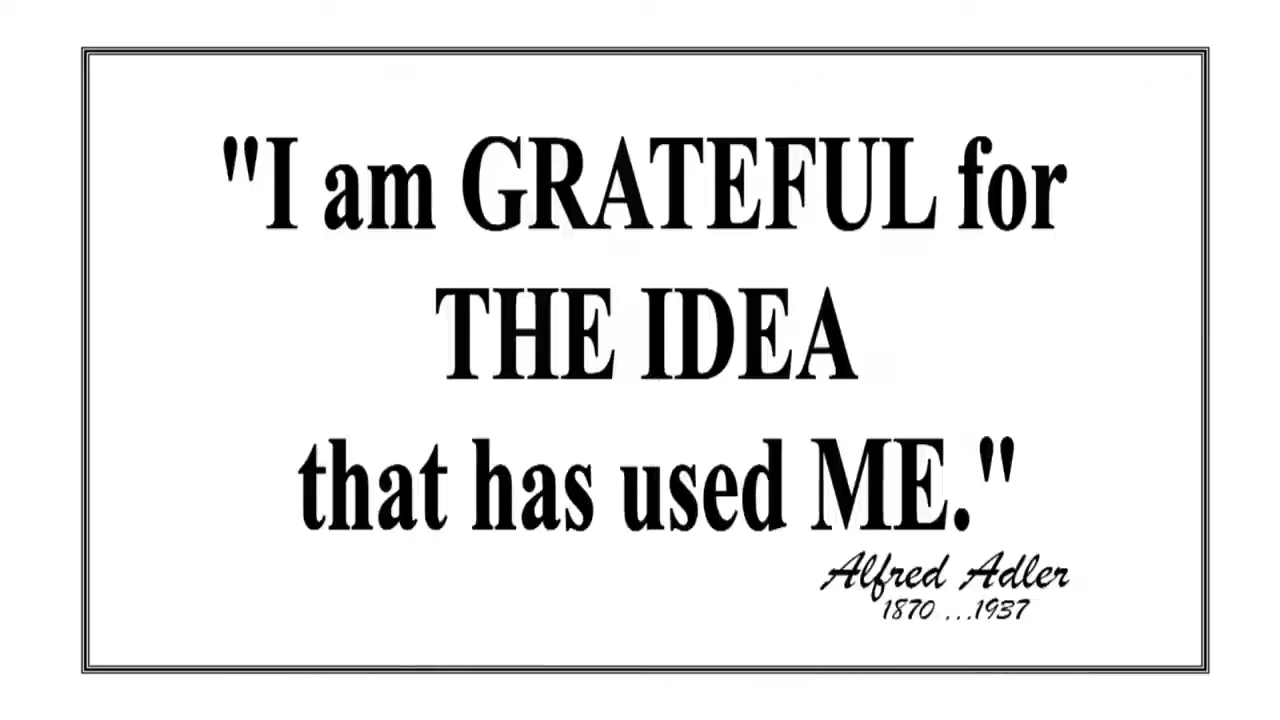 "I am GRATEFUL for
THE IDEA
that has used ME."
Alfred Adler
1870 ...1937